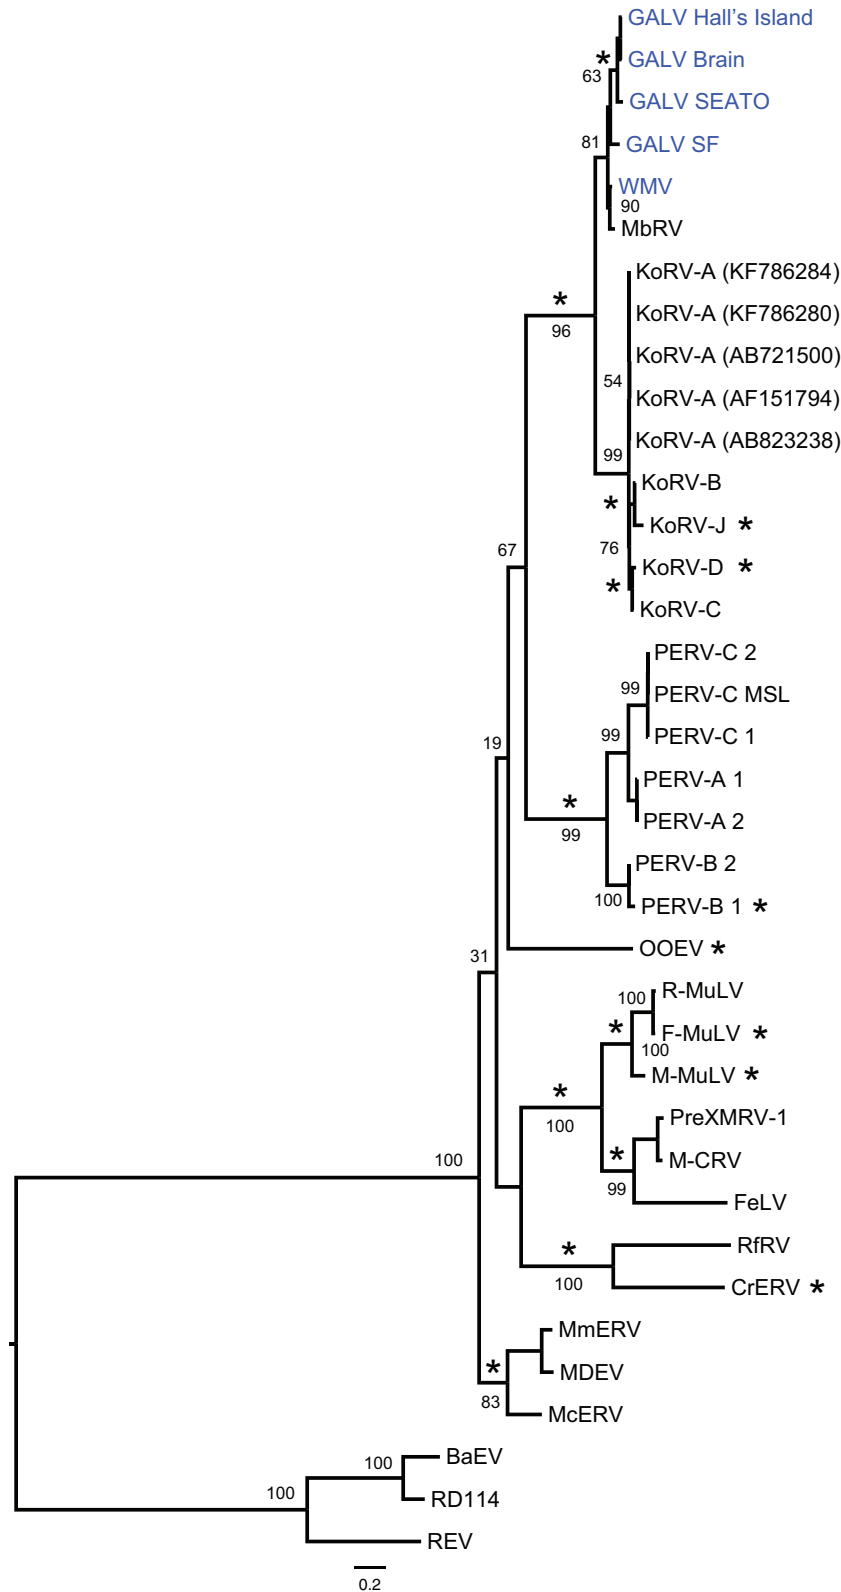 GALV Hall's Island
*
GALV Brain
63
GALV SEATO
81
GALV SF
WMV
90
MbRV
KoRV-A (KF786284)
*
KoRV-A (KF786280)
96
KoRV-A (AB721500)
54
KoRV-A (AF151794)
KoRV-A (AB823238)
99
KoRV-B
*
KoRV-J *
76
67
KoRV-D *
*
KoRV-C
PERV-C 2
99
PERV-C MSL
99
PERV-C 1
19
PERV-A 1
*
PERV-A 2
99
PERV-B 2
100
PERV-B 1 *
OOEV *
31
R-MuLV
100
*
F-MuLV *
100
M-MuLV *
*
PreXMRV-1
100
*
M-CRV
100
99
FeLV
RfRV
*
100
CrERV *
MmERV
*
MDEV
83
McERV
BaEV
100
100
RD114
REV
0.2